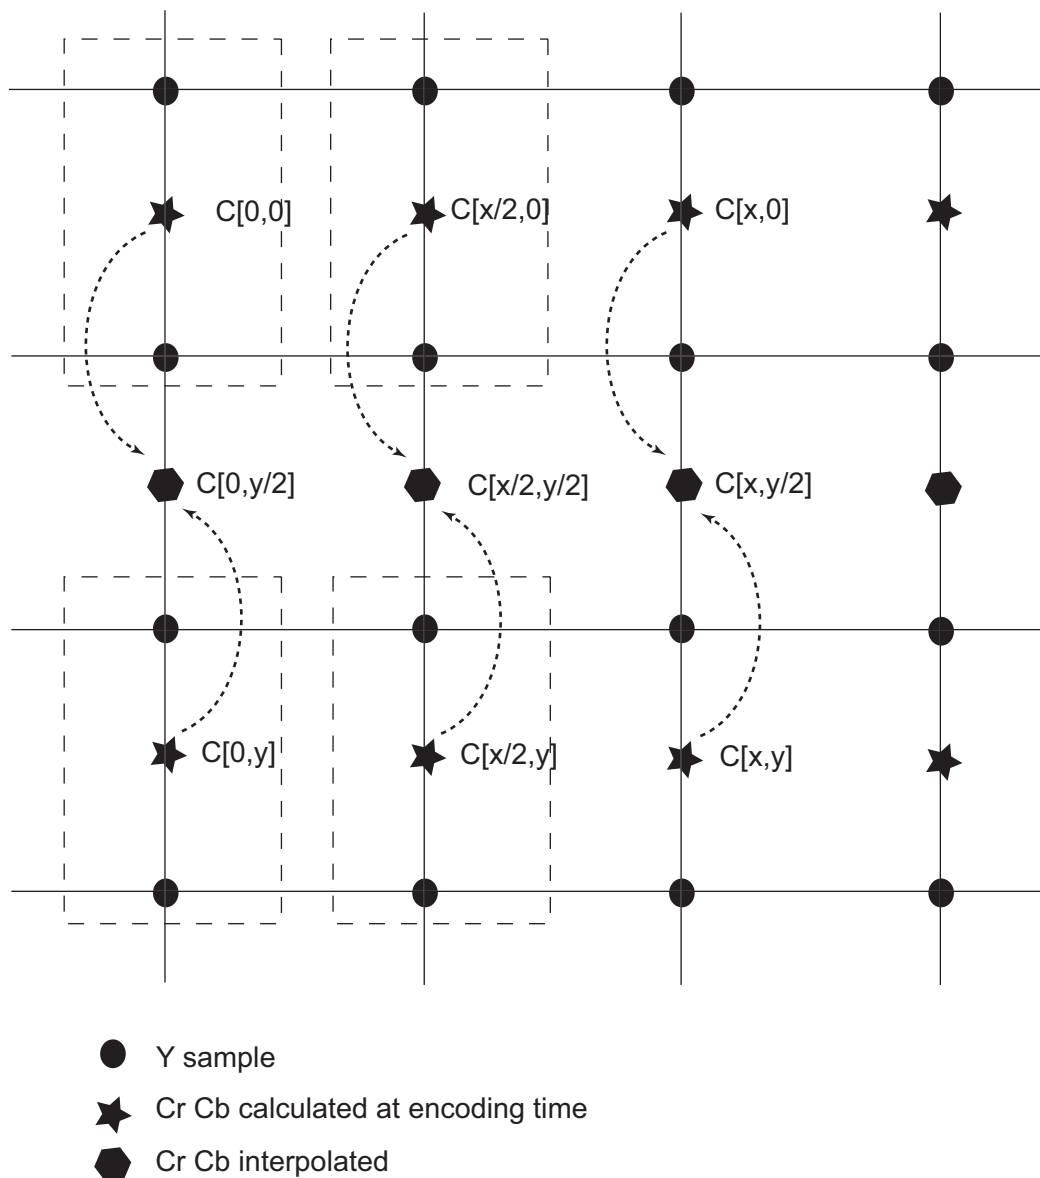 C[0,0] C[x/2,0] C[x,0]
C[0,y/2] C[x/2,y/2] C[x,y/2]
C[0,y] C[x/2,y] C[x,y]
Y sample
Cr Cb calculated at encoding time
Cr Cb interpolated